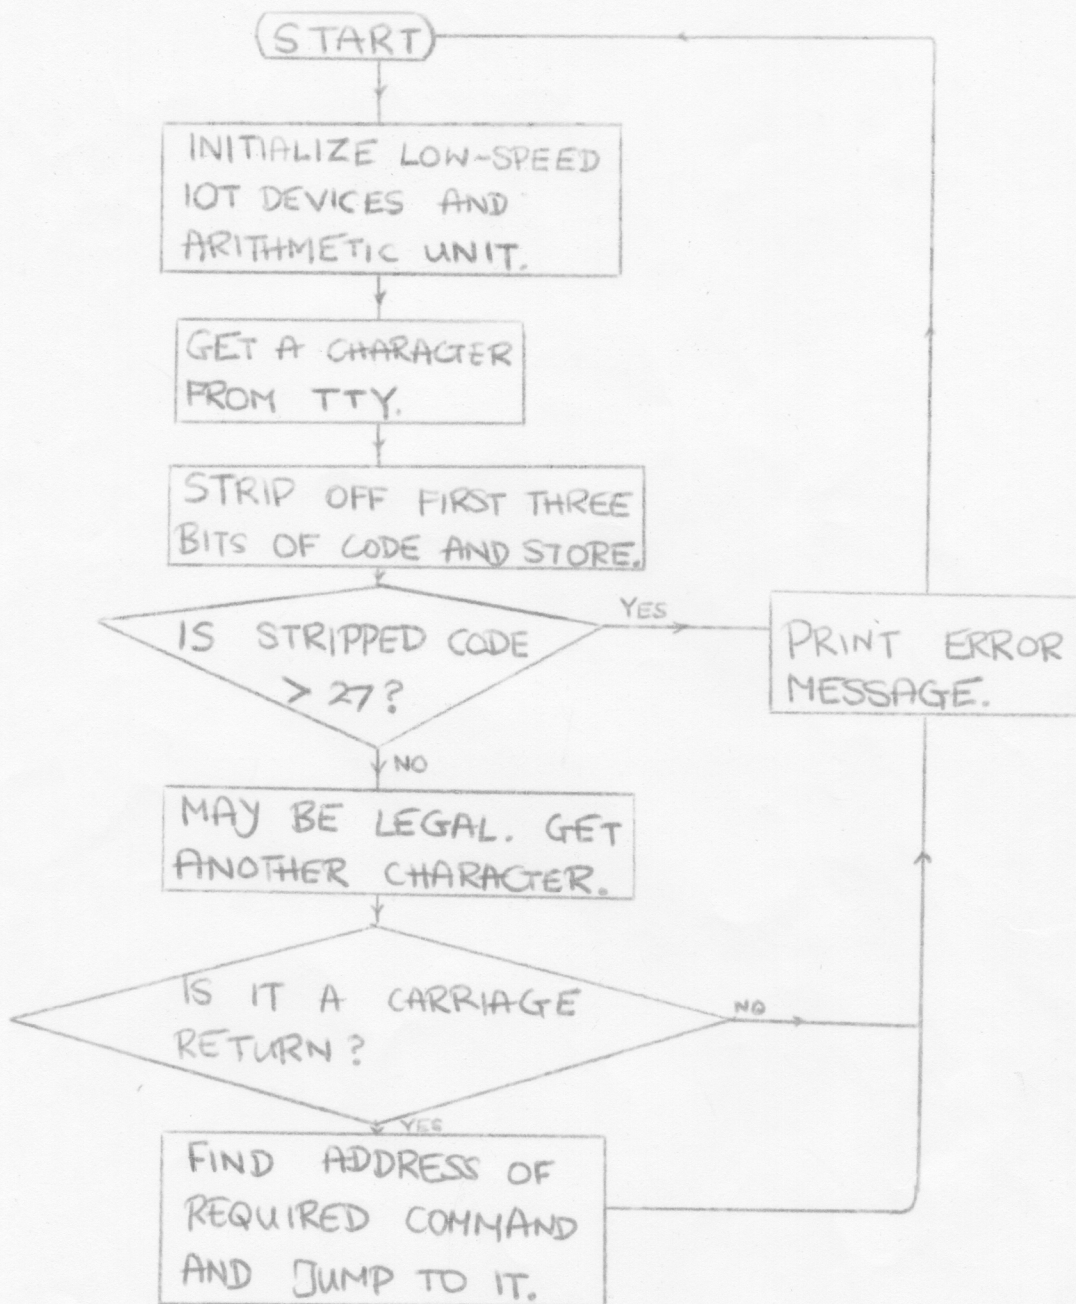 START
INITIALIZE LOW-SPEED
IOT DEVICES AND
ARITHMETIC UNIT.
GET A CHARACTER
FROM TTY.
STRIP OFF FIRST THREE
BITS OF CODE AND STORE.
IS STRIPPED CODE
> 27?
YES
PRINT ERROR
MESSAGE.
NO
MAY BE LEGAL. GET
ANOTHER CHARACTER.
IS IT A CARRIAGE
RETURN?
NO
YES
FIND ADDRESS OF
REQUIRED COMMAND
AND JUMP TO IT.